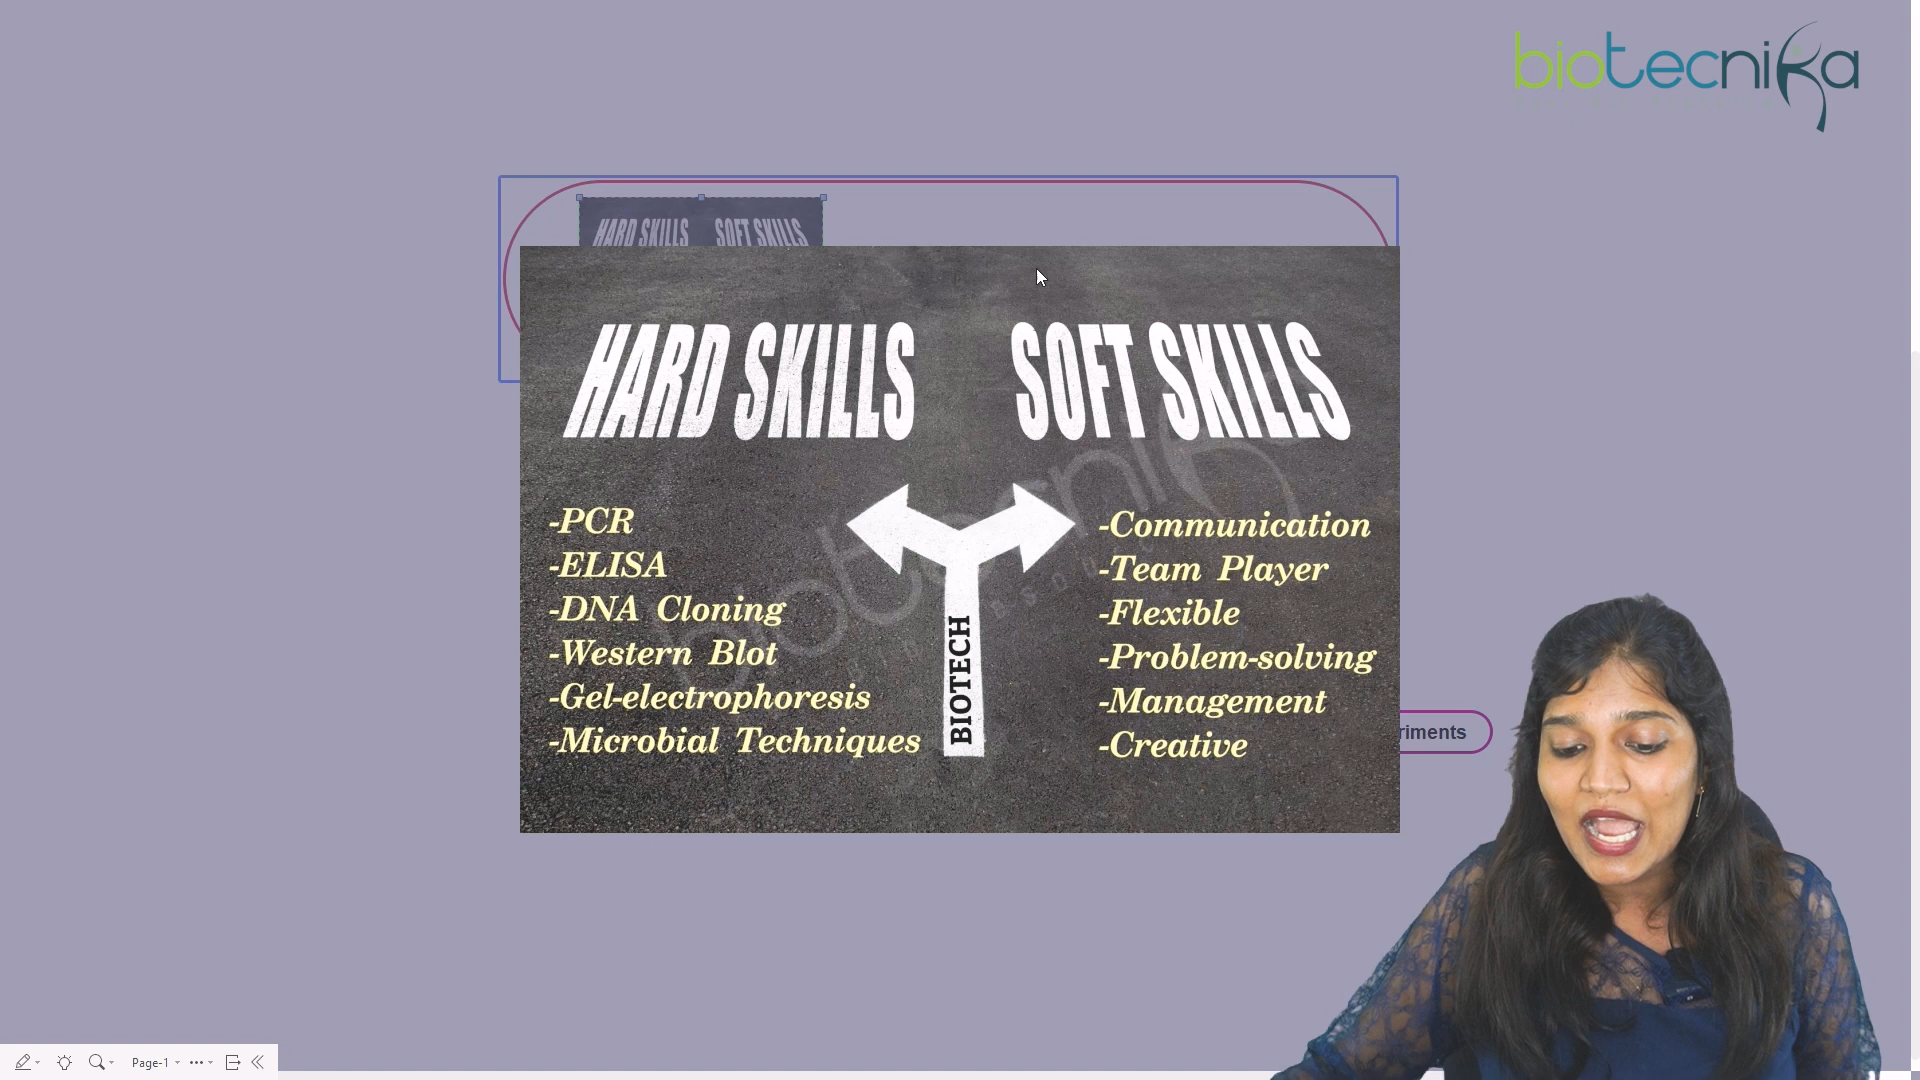 biotecnika
HARD SKILLS SOFT SKILLS
HARD SKILLS
SOFT SKILLS
-PCR
-ELISA
-DNA Cloning
-Western Blot
-Gel-electrophoresis
-Microbial Techniques
BIOTECH
-Communication
-Team Player
-Flexible
-Problem-solving
-Management
-Creative
riments
Page-1